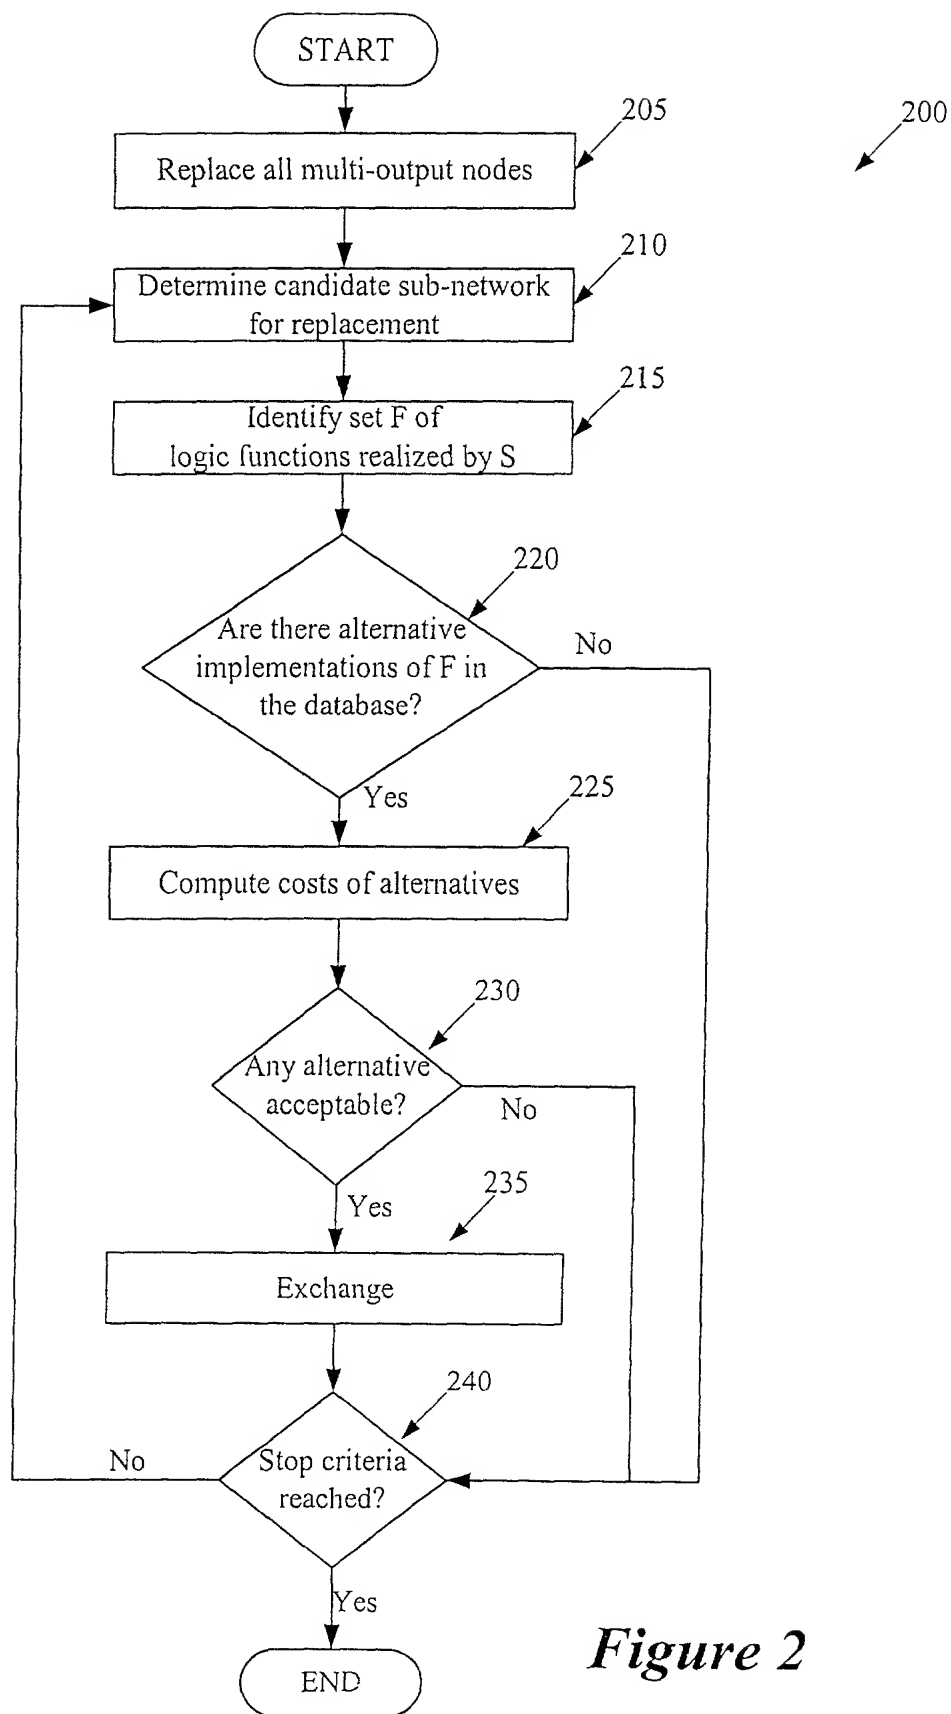 START
205
200
Replace all multi-output nodes
210
Determine candidate sub-network
for replacement
215
Identify set F of
logic functions realized by S
220
Are there alternative
implementations of F in
the database?
No
Yes
225
Compute costs of alternatives
230
Any alternative
acceptable?
No
Yes
235
Exchange
240
Stop criteria
reached?
No
Yes
END
Figure 2